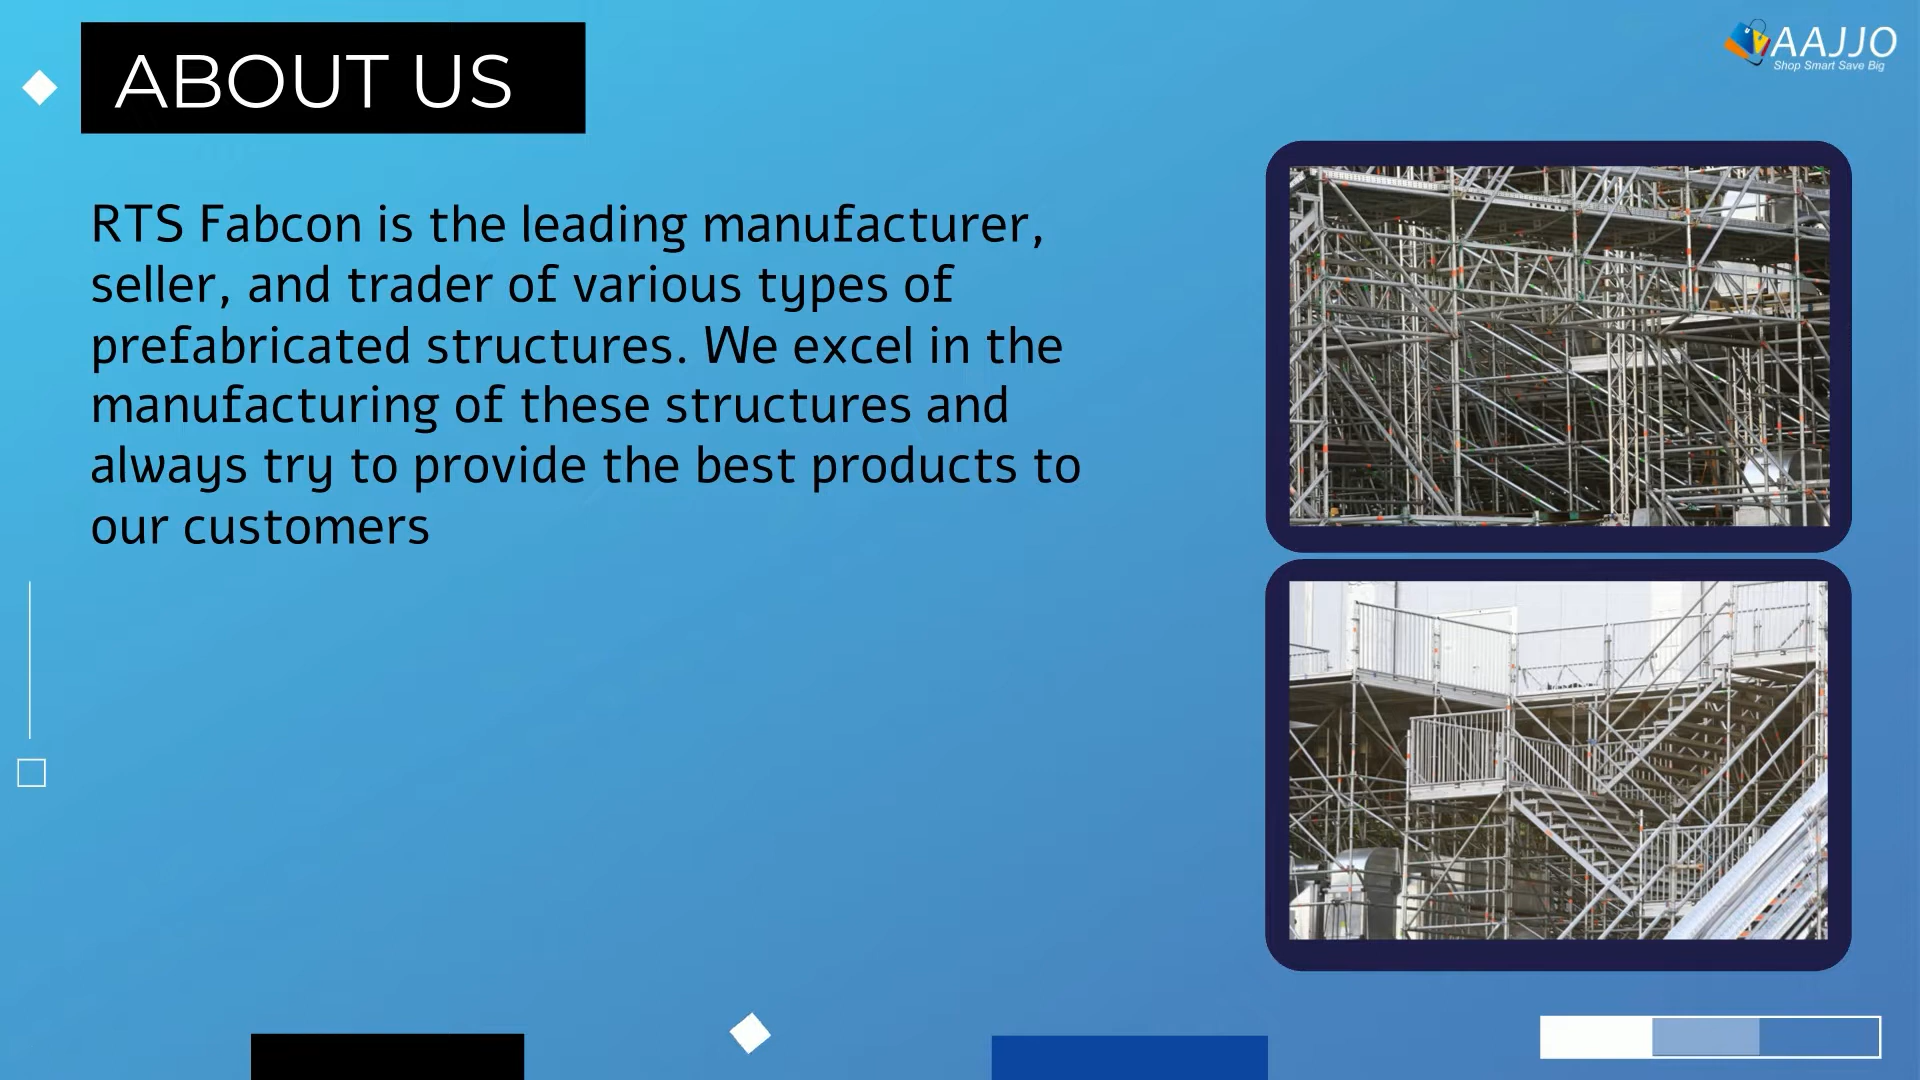 ABOUT US
AAJJO
Shop Smart Save Big
RTS Fabcon is the leading manufacturer,
seller, and trader of various types of
prefabricated structures. We excel in the
manufacturing of these structures and
always try to provide the best products to
our customers